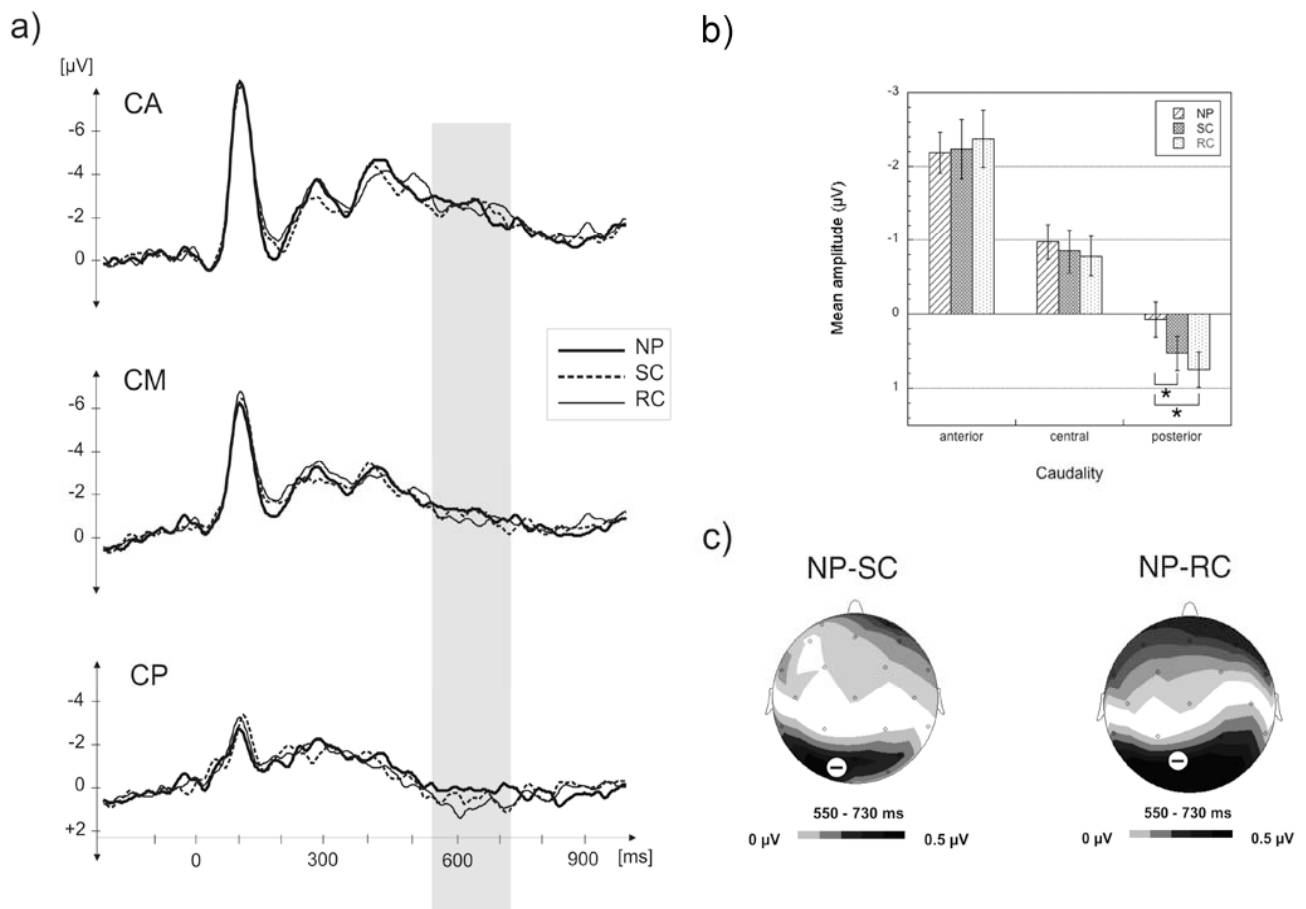 a)
[µV]
CA
-6
-4
-2
0
CM
-6
-4
-2
0
NP
SC
RC
CP
-4
-2
0
+2
0 300 600 900 [ms]
b)
-3
-2
-1
0
1
Mean amplitude (µV)
NP
SC
RC
*
*
anterior central posterior
Caudality
c)
NP-SC NP-RC
550 - 730 ms 550 - 730 ms
0 µV 0.5 µV 0 µV 0.5 µV